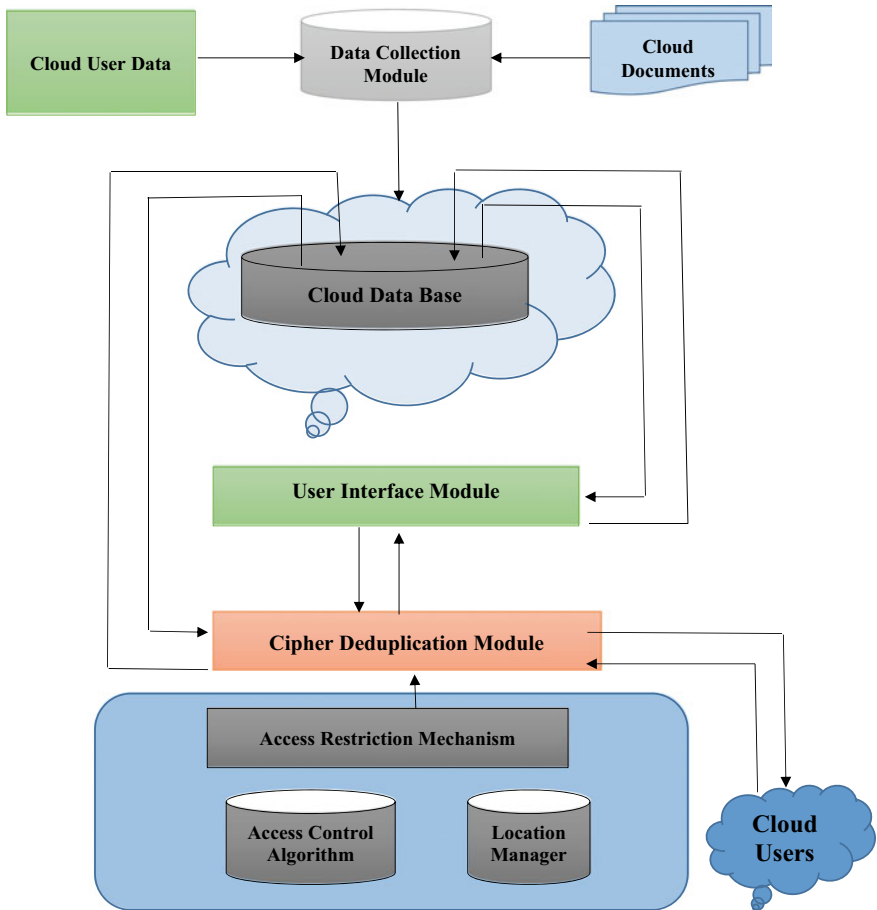 Cloud User Data
Data Collection
Module
Cloud
Documents
Cloud Data Base
User Interface Module
Cipher Deduplication Module
Access Restriction Mechanism
Access Control
Algorithm
Location
Manager
Cloud
Users